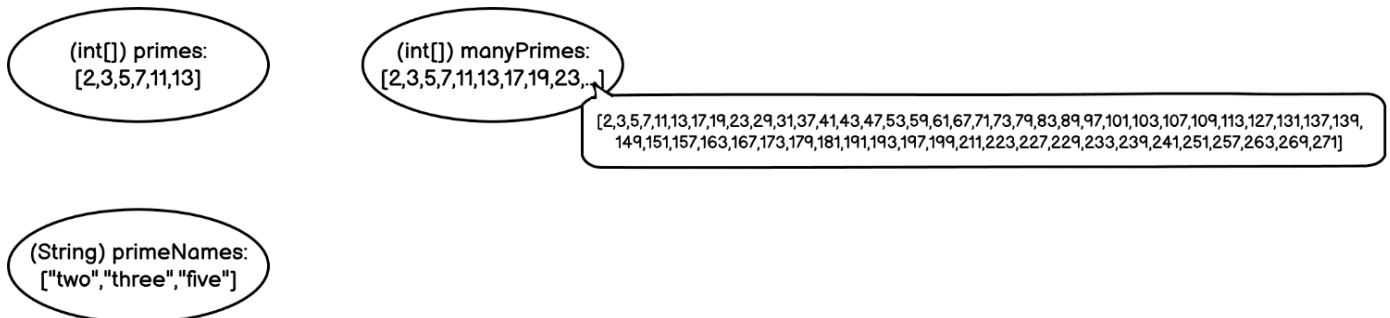 (int[]) primes:
[2,3,5,7,11,13]
(int[]) manyPrimes:
[2,3,5,7,11,13,17,19,23,...]
[2,3,5,7,11,13,17,19,23,29,31,37,41,43,47,53,59,61,67,71,73,79,83,89,97,101,103,107,109,113,127,131,137,139,
149,151,157,163,167,173,179,181,191,193,197,199,211,223,227,229,233,239,241,251,257,263,269,271]
(String) primeNames:
["two","three","five"]